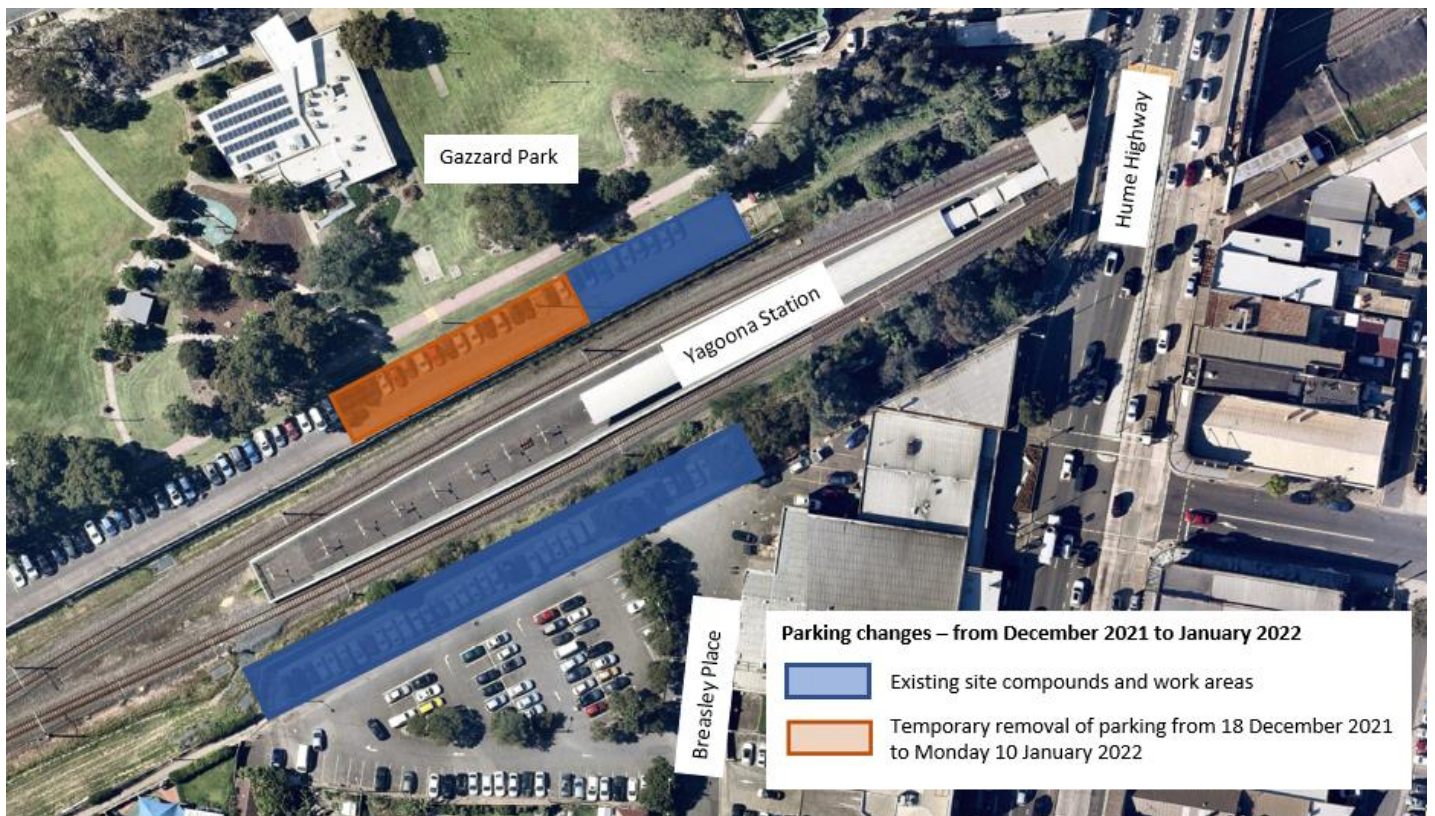 Gazzard Park
Hume Highway
Yagoona Station
Breasley Place
Parking changes – from December 2021 to January 2022
Existing site compounds and work areas
Temporary removal of parking from 18 December 2021
to Monday 10 January 2022